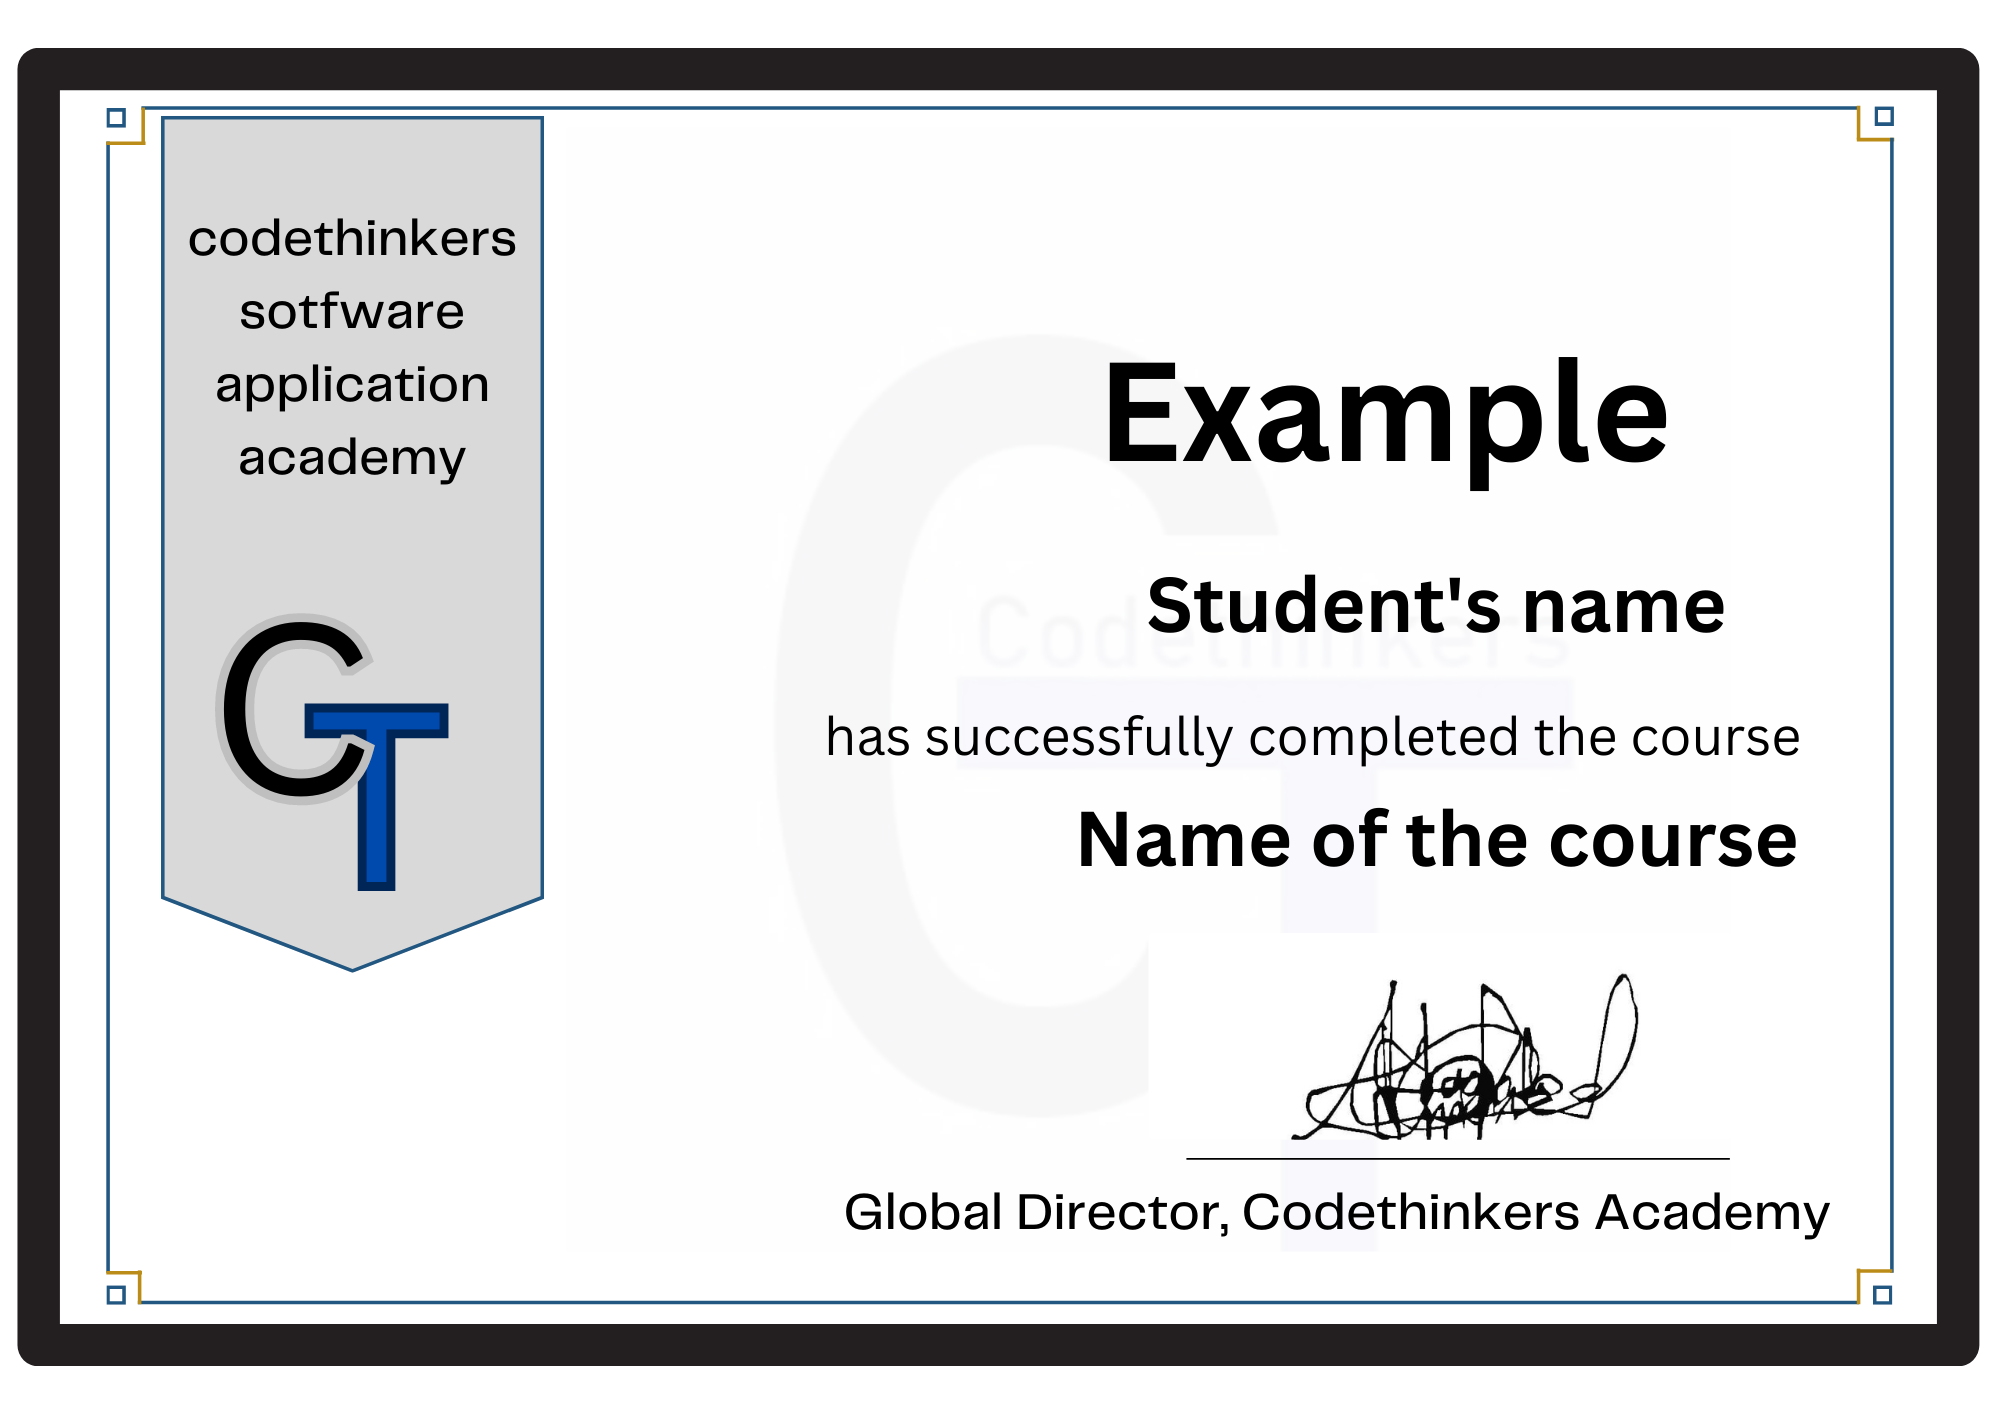 codethinkers
sotfware
application
academy
CT
Example
Codethinkers
Student's name
has successfully completed the course
Name of the course
Global Director, Codethinkers Academy